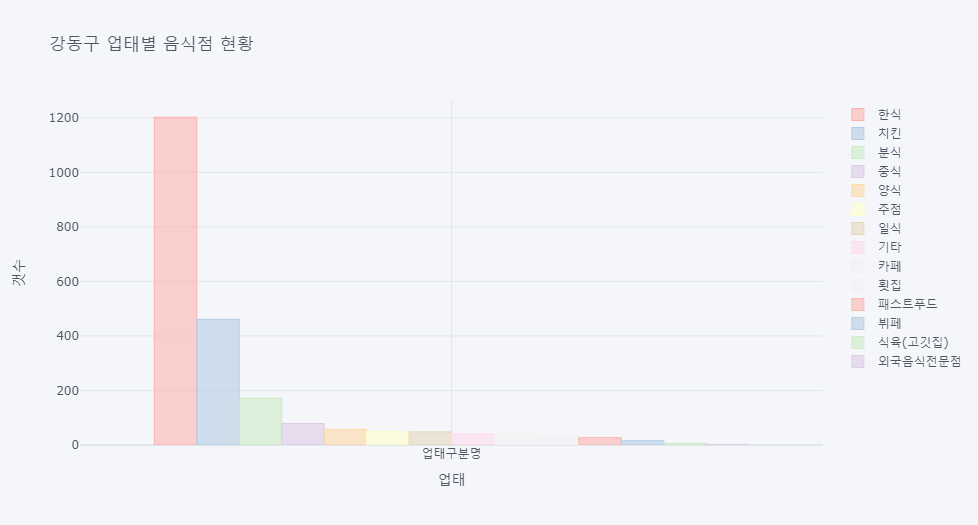 강동구 업태별 음식점 현황
1200
1000
800
600
400
200
0
갯수
업태구분명
업태
한식
치킨
분식
중식
양식
주점
일식
기타
카페
횟집
패스트푸드
뷔페
식육(고깃집)
외국음식전문점